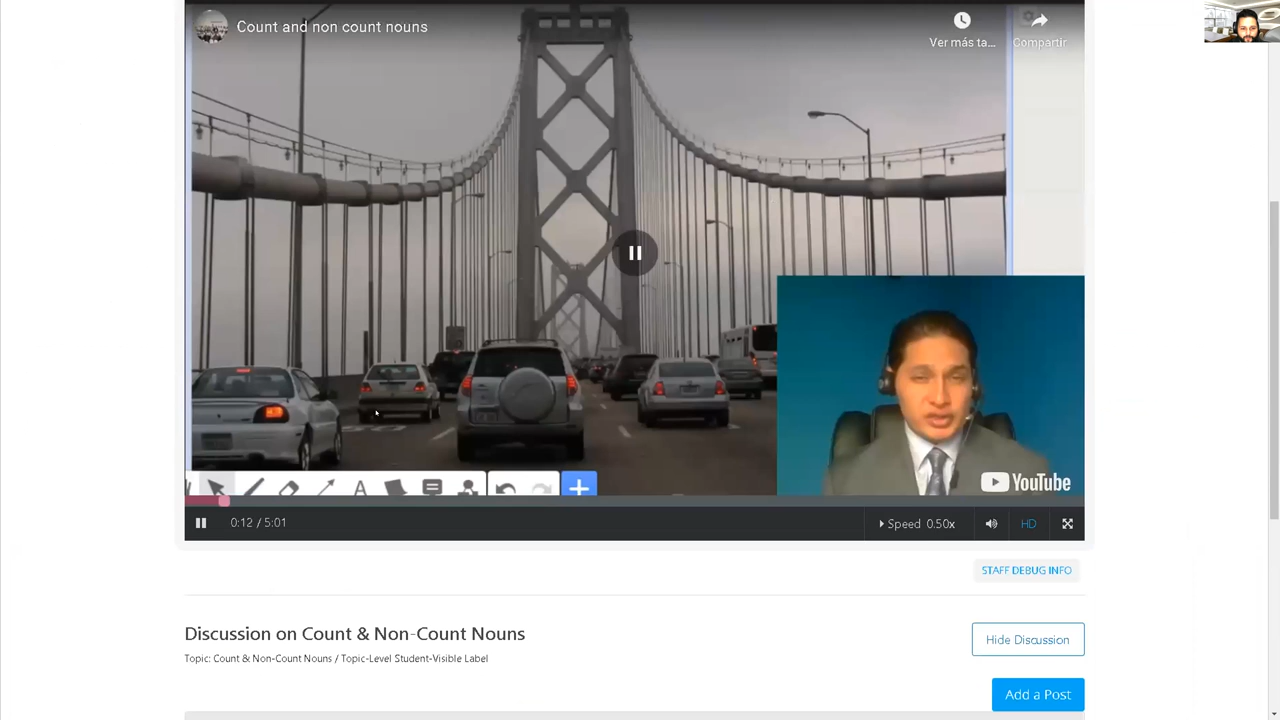 Count and non count nouns
Ver más ta...
Compartir
A
YouTube
0:12 / 5:01
Speed 0.50x
HD
STAFF DEBUG INFO
Discussion on Count & Non-Count Nouns
Hide Discussion
Topic: Count & Non-Count Nouns / Topic-Level Student-Visible Label
Add a Post